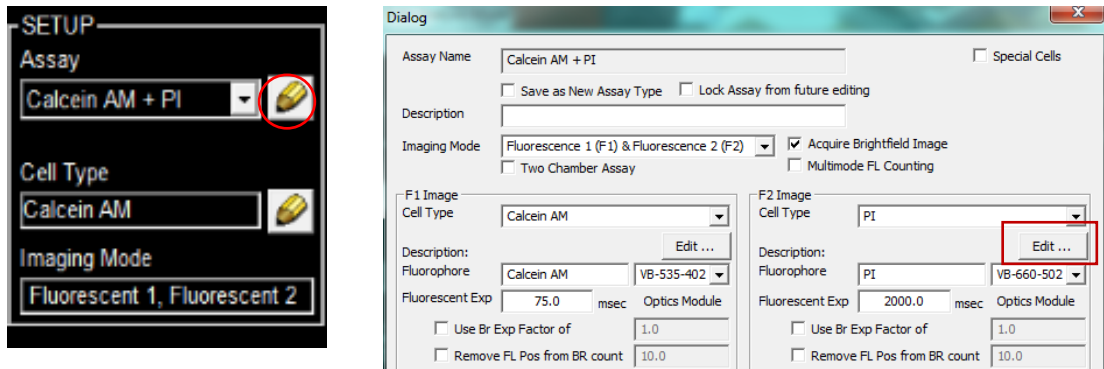 SETUP
Assay
Calcein AM + PI
Cell Type
Calcein AM
Imaging Mode
Fluorescent 1, Fluorescent 2
Dialog
X
Assay Name Calcein AM + PI Special Cells
Save as New Assay Type Lock Assay from future editing
Description
Imaging Mode Fluorescence 1 (F1) & Fluorescence 2 (F2) Acquire Brightfield Image
Two Chamber Assay Multimode FL Counting
F1 Image
Cell Type Calcein AM
Description: Edit ...
Fluorophore Calcein AM VB-535-402
Fluorescent Exp 75.0 msec Optics Module
Use Br Exp Factor of 1.0
Remove FL Pos from BR count 10.0
F2 Image
Cell Type PI
Description: Edit ...
Fluorophore PI VB-660-502
Fluorescent Exp 2000.0 msec Optics Module
Use Br Exp Factor of 1.0
Remove FL Pos from BR count 10.0